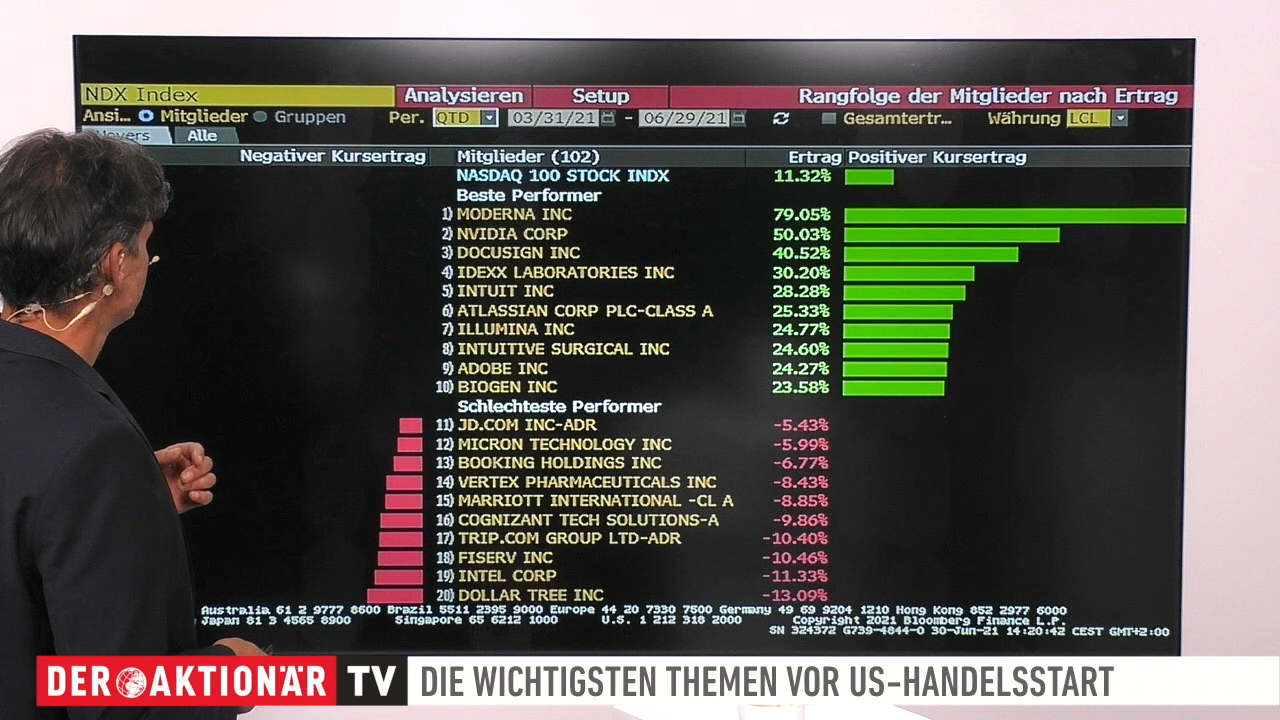 NDX Index Analysieren Setup Rangfolge der Mitglieder nach Ertrag
Ansi… Mitglieder Gruppen Per. QTD 03/31/21 - 06/29/21 Gesamtertr… Währung LCL
Movers Alle
Negativer Kursertrag Mitglieder (102) Ertrag Positiver Kursertrag
NASDAQ 100 STOCK INDX 11.32%
Beste Performer
1) MODERNA INC 79.05%
2) NVIDIA CORP 50.03%
3) DOCUSIGN INC 40.52%
4) IDEXX LABORATORIES INC 30.20%
5) INTUIT INC 28.28%
6) ATLASSIAN CORP PLC-CLASS A 25.33%
7) ILLUMINA INC 24.77%
8) INTUITIVE SURGICAL INC 24.60%
9) ADOBE INC 24.27%
10) BIOGEN INC 23.58%
Schlechteste Performer
11) JD.COM INC-ADR -5.43%
12) MICRON TECHNOLOGY INC -5.99%
13) BOOKING HOLDINGS INC -6.77%
14) VERTEX PHARMACEUTICALS INC -8.43%
15) MARRIOTT INTERNATIONAL -CL A -8.85%
16) COGNIZANT TECH SOLUTIONS-A -9.86%
17) TRIP.COM GROUP LTD-ADR -10.40%
18) FISERV INC -10.46%
19) INTEL CORP -11.33%
20) DOLLAR TREE INC -13.09%
Australia 61 2 9777 8600 Brazil 5511 2395 9000 Europe 44 20 7330 7500 Germany 49 69 9204 1210 Hong Kong 852 2977 6000
Japan 81 3 4565 8900 Singapore 65 6212 1000 U.S. 1 212 318 2000 Copyright 2021 Bloomberg Finance L.P.
SN 324372 G739-4844-0 30-Jun-21 14:20:42 CEST GMT+2:00
DER AKTIONÄR TV DIE WICHTIGSTEN THEMEN VOR US-HANDELSSTART